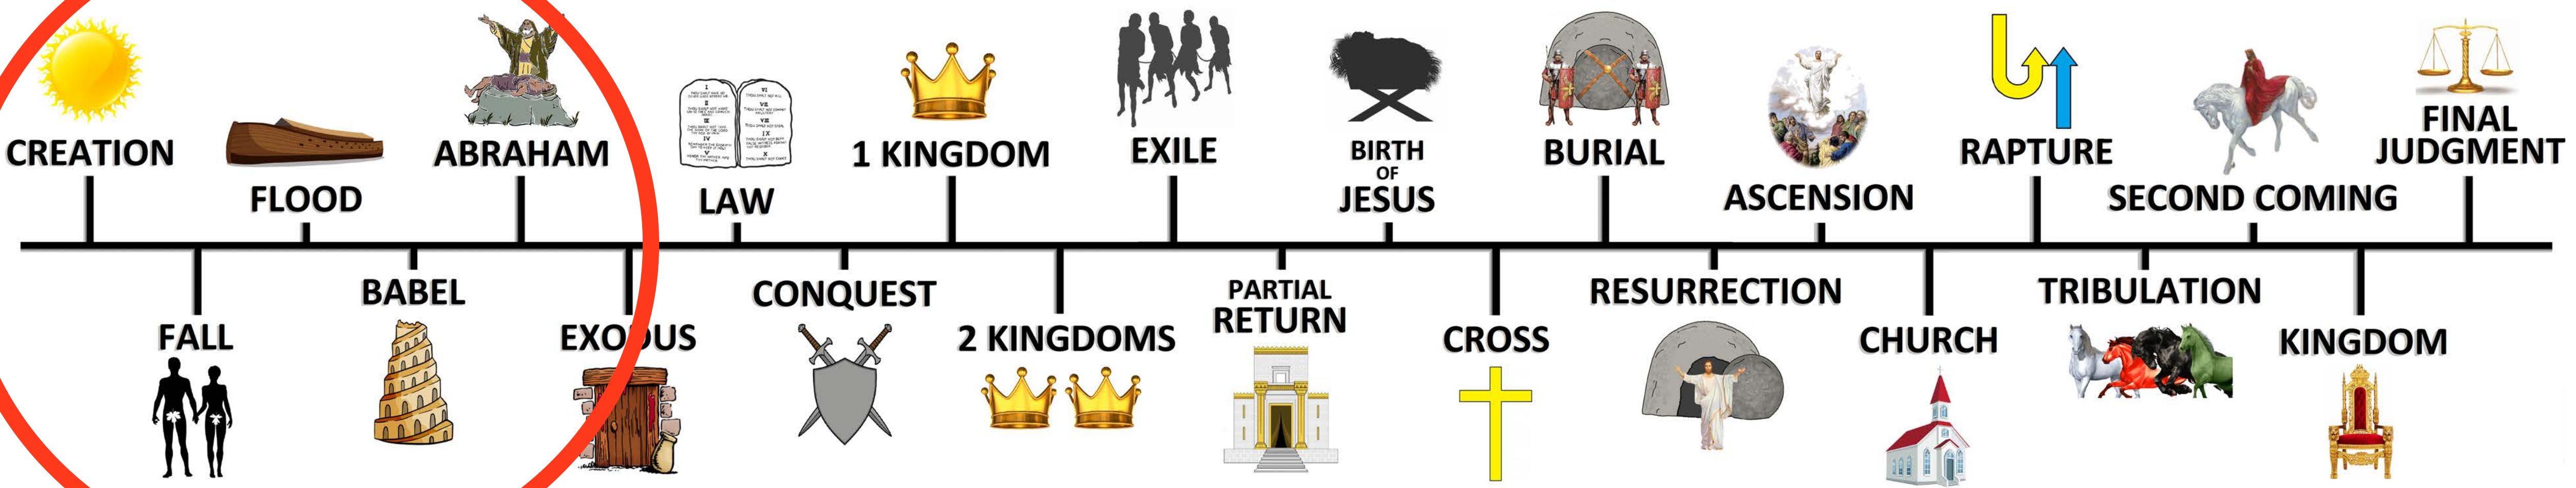 CREATION
FALL
FLOOD
BABEL
ABRAHAM
EXODUS
LAW
CONQUEST
1 KINGDOM
2 KINGDOMS
EXILE
PARTIAL
RETURN
BIRTH
OF
JESUS
CROSS
BURIAL
RESURRECTION
ASCENSION
CHURCH
RAPTURE
TRIBULATION
SECOND COMING
KINGDOM
FINAL
JUDGMENT